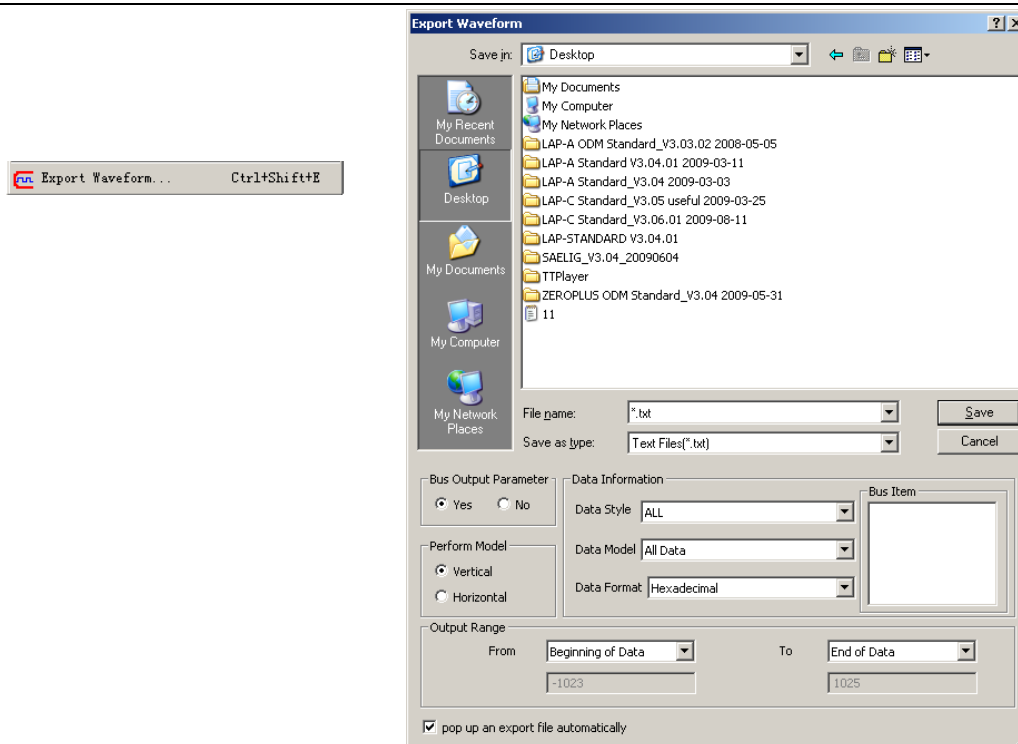 Export Waveform... Ctrl+Shift+E
Export Waveform
Save in: Desktop
My Recent
Documents
Desktop
My Documents
My Computer
My Network
Places
My Documents
My Computer
My Network Places
LAP-A ODM Standard_V3.03.02 2008-05-05
LAP-A Standard V3.04.01 2009-03-11
LAP-A Standard_V3.04 2009-03-03
LAP-C Standard_V3.05 useful 2009-03-25
LAP-C Standard_V3.06.01 2009-08-11
LAP-STANDARD V3.04.01
SAELIG_V3.04_20090604
TTPlayer
ZEROPLUS ODM Standard_V3.04 2009-05-31
11
File name: *.txt Save
Save as type: Text Files(*.txt) Cancel
Bus Output Parameter
Yes No
Perform Model
Vertical
Horizontal
Data Information
Data Style ALL
Data Model All Data
Data Format Hexadecimal
Bus Item
Output Range
From Beginning of Data To End of Data
-1023 1025
pop up an export file automatically